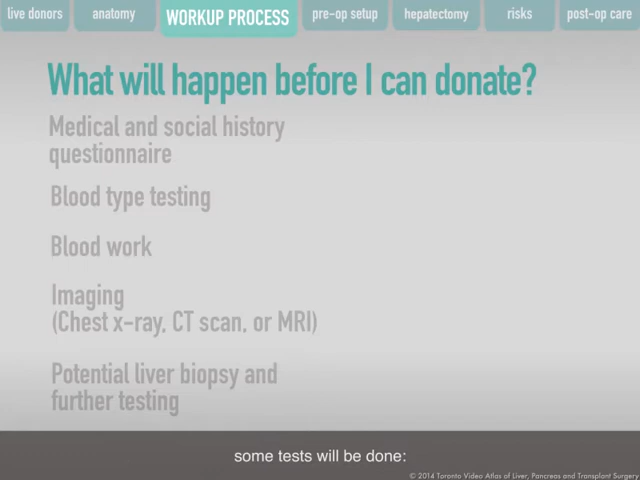 live donors
anatomy
WORKUP PROCESS
pre-op setup
hepatectomy
risks
post-op care
What will happen before I can donate?
Medical and social history
questionnaire
Blood type testing
Blood work
Imaging
(Chest x-ray, CT scan, or MRI)
Potential liver biopsy and
further testing
some tests will be done:
© 2014 Toronto Video Atlas of Liver, Pancreas and Transplant Surgery